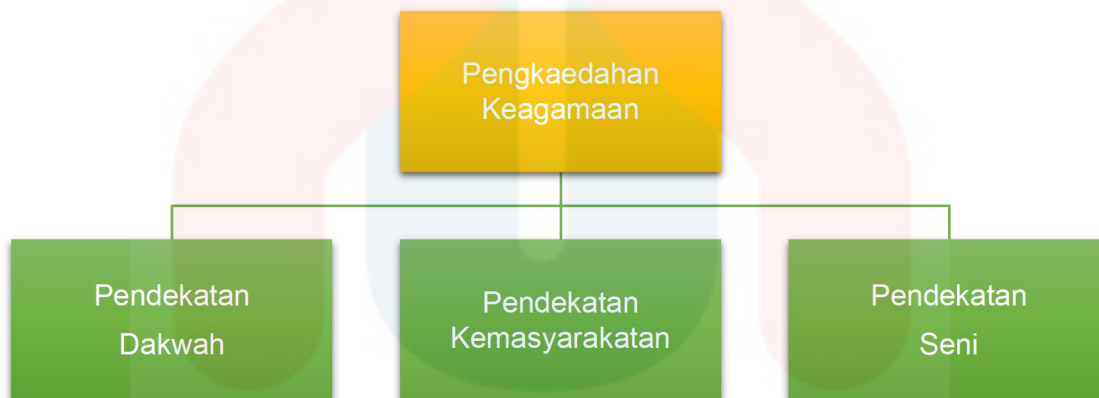 Pengkaedahan
Keagamaan
Pendekatan
Dakwah
Pendekatan
Kemasyarakatan
Pendekatan
Seni